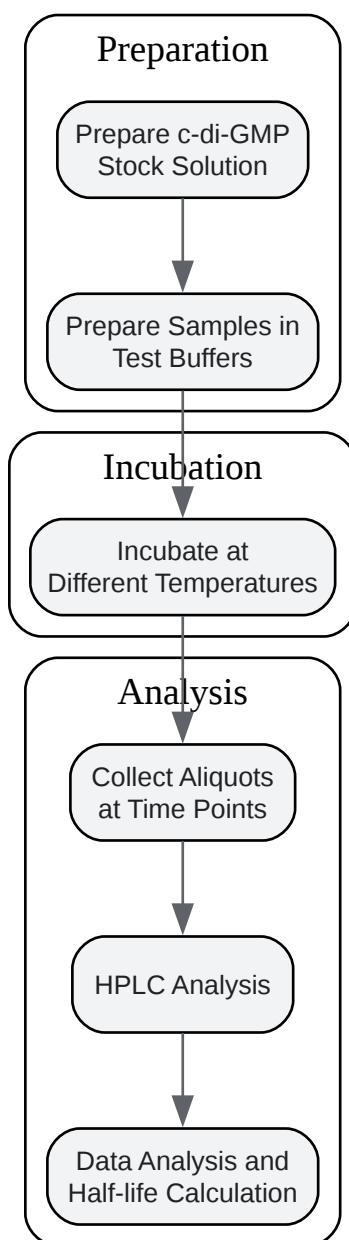 Preparation
Prepare c-di-GMP
Stock Solution
Prepare Samples in
Test Buffers
Incubation
Incubate at
Different Temperatures
Analysis
Collect Aliquots
at Time Points
HPLC Analysis
Data Analysis and
Half-life Calculation